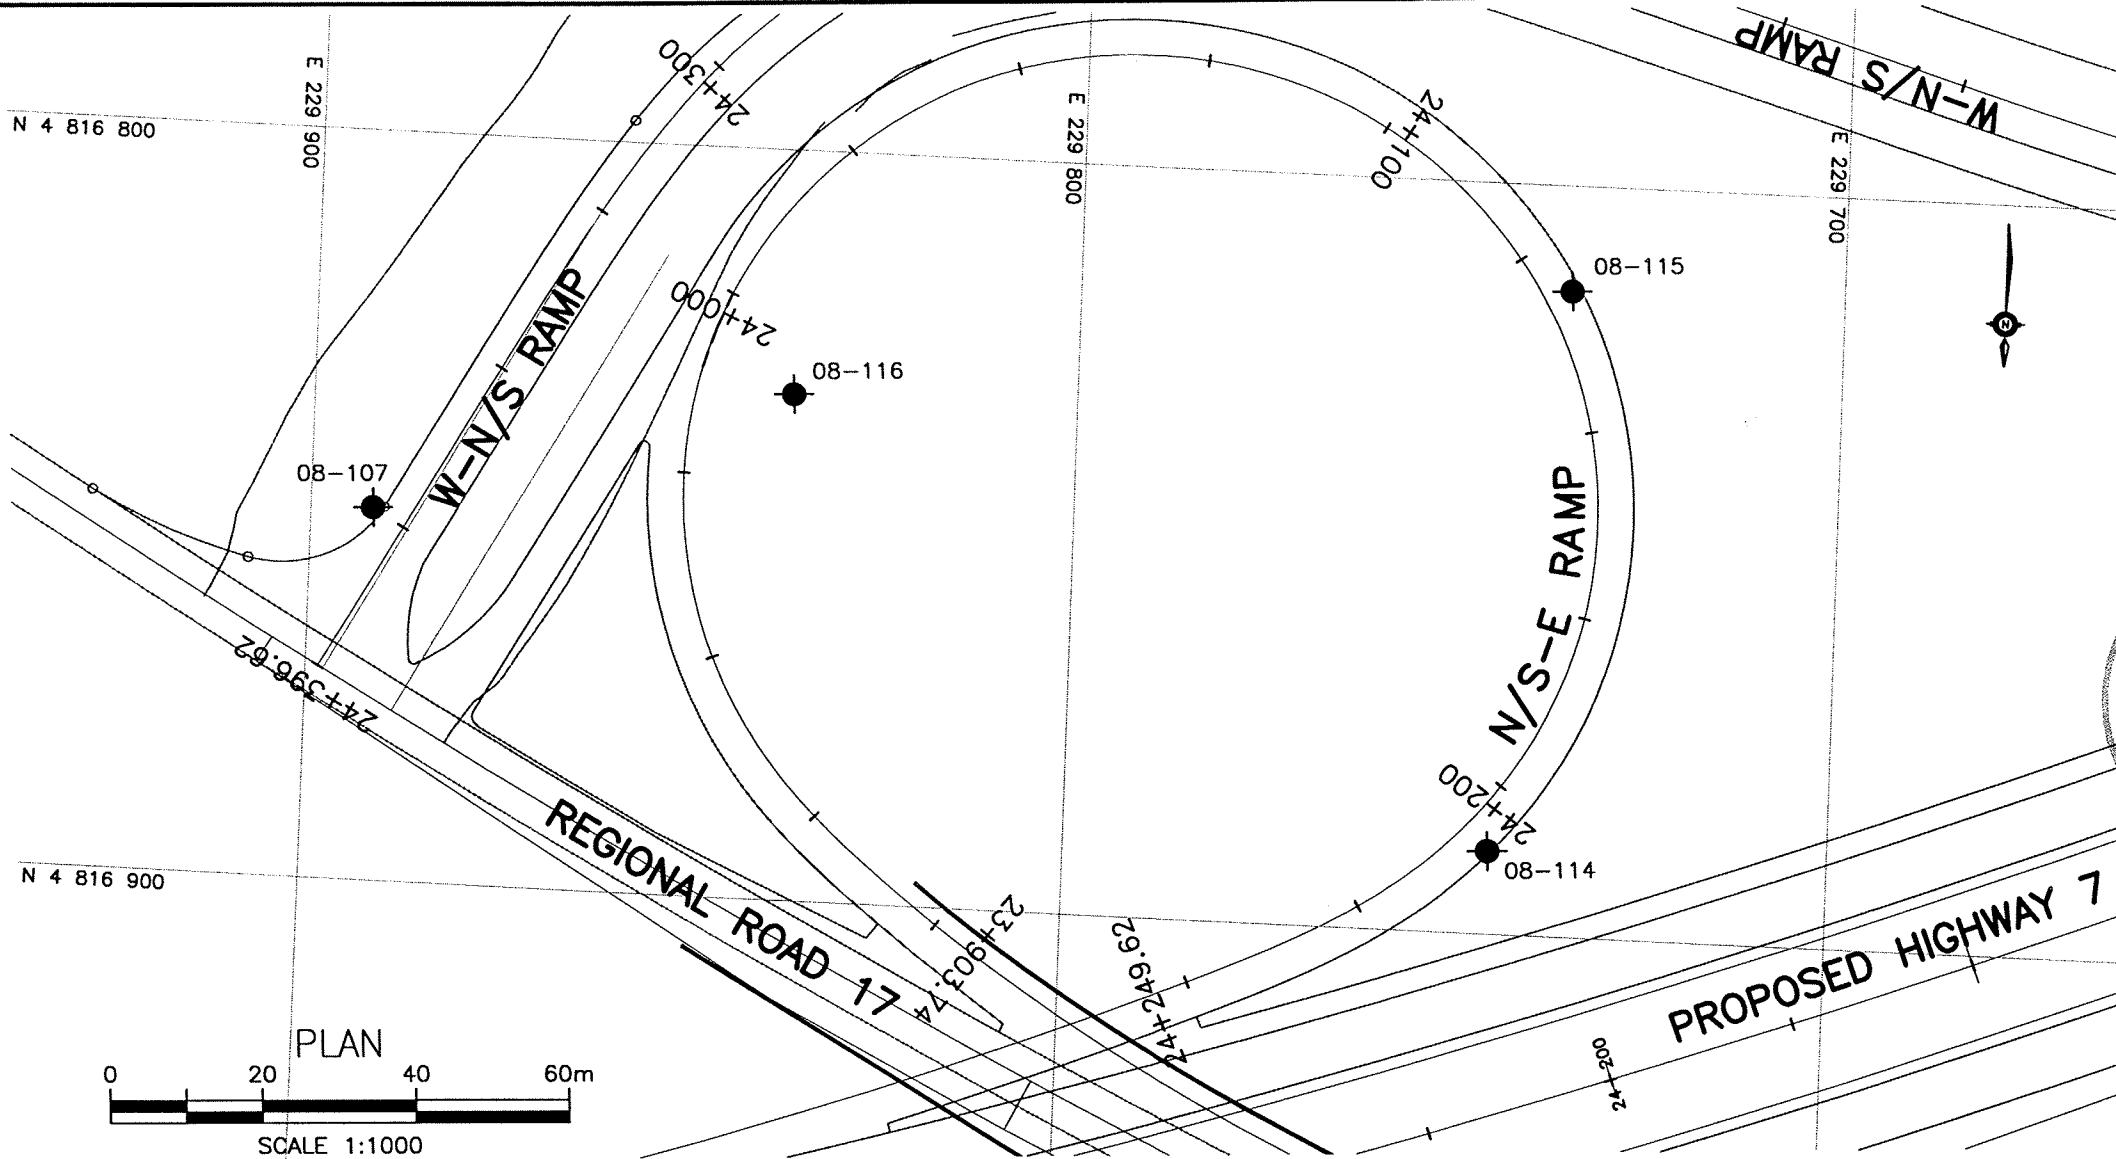 W-N/S RAMP
24+300
E 229 900
E 229 800
24+100
E 229 700
N 4 816 800
08-115
W-N/S RAMP
24+000
N
08-116
08-107
N/S-E RAMP
24+396.62
24+200
REGIONAL ROAD 17
08-114
N 4 816 900
PROPOSED HIGHWAY 7
23+903.74
24+249.62
24+200
PLAN
0 20 40 60m
SCALE 1:1000